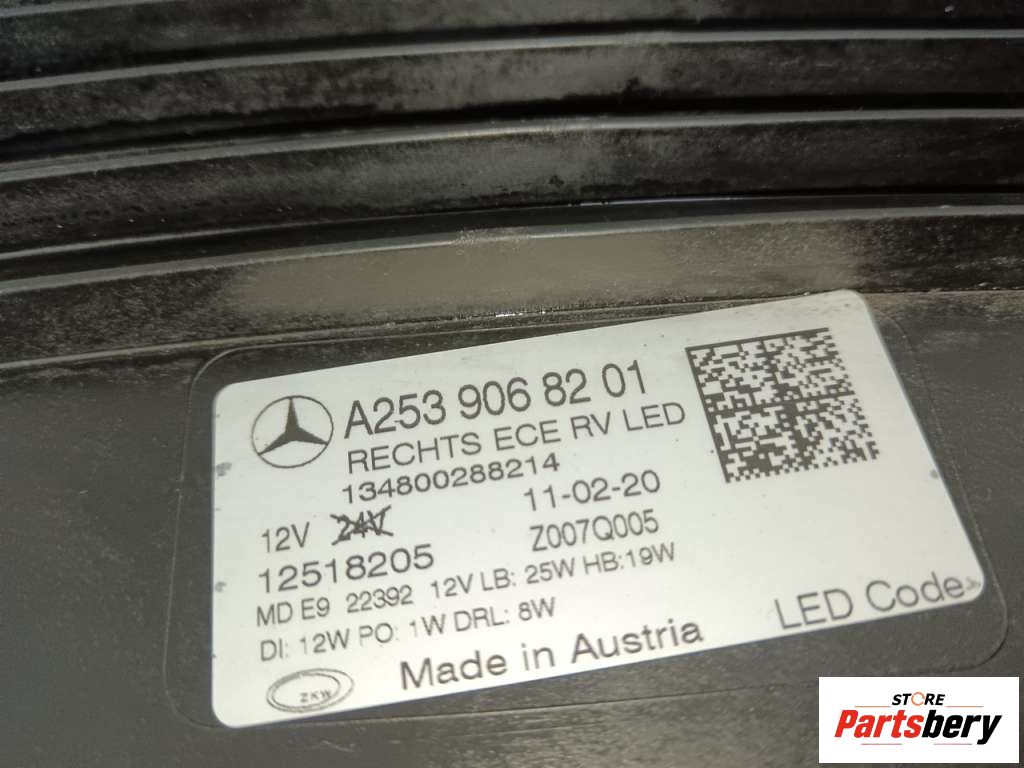 A253 906 82 01
RECHTS ECE RV LED
134800288214
11-02-20
12V 24V
Z007Q005
12518205
MD E9 22392 12V LB: 25W HB:19W
DI: 12W PO: 1W DRL: 8W
LED Code
Made in Austria
ZKW
STORE
Partsbery